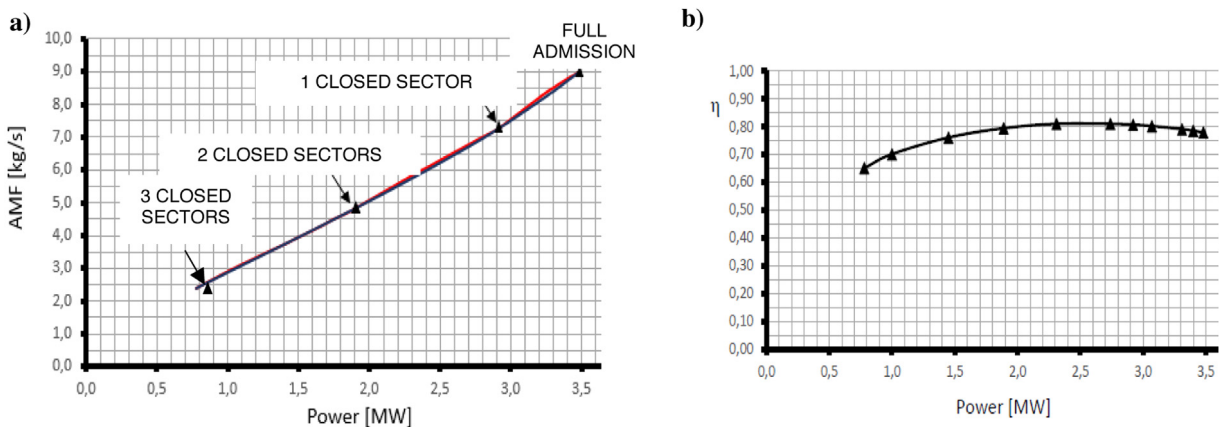 a)
AMF [kg/s]
10,0
9,0
8,0
7,0
6,0
5,0
4,0
3,0
2,0
1,0
0,0
FULL
ADMISSION
1 CLOSED SECTOR
2 CLOSED SECTORS
3 CLOSED
SECTORS
0,0 0,5 1,0 1,5 2,0 2,5 3,0 3,5
Power [MW]
b)
η
1,00
0,90
0,80
0,70
0,60
0,50
0,40
0,30
0,20
0,10
0,00
0,0 0,5 1,0 1,5 2,0 2,5 3,0 3,5
Power [MW]